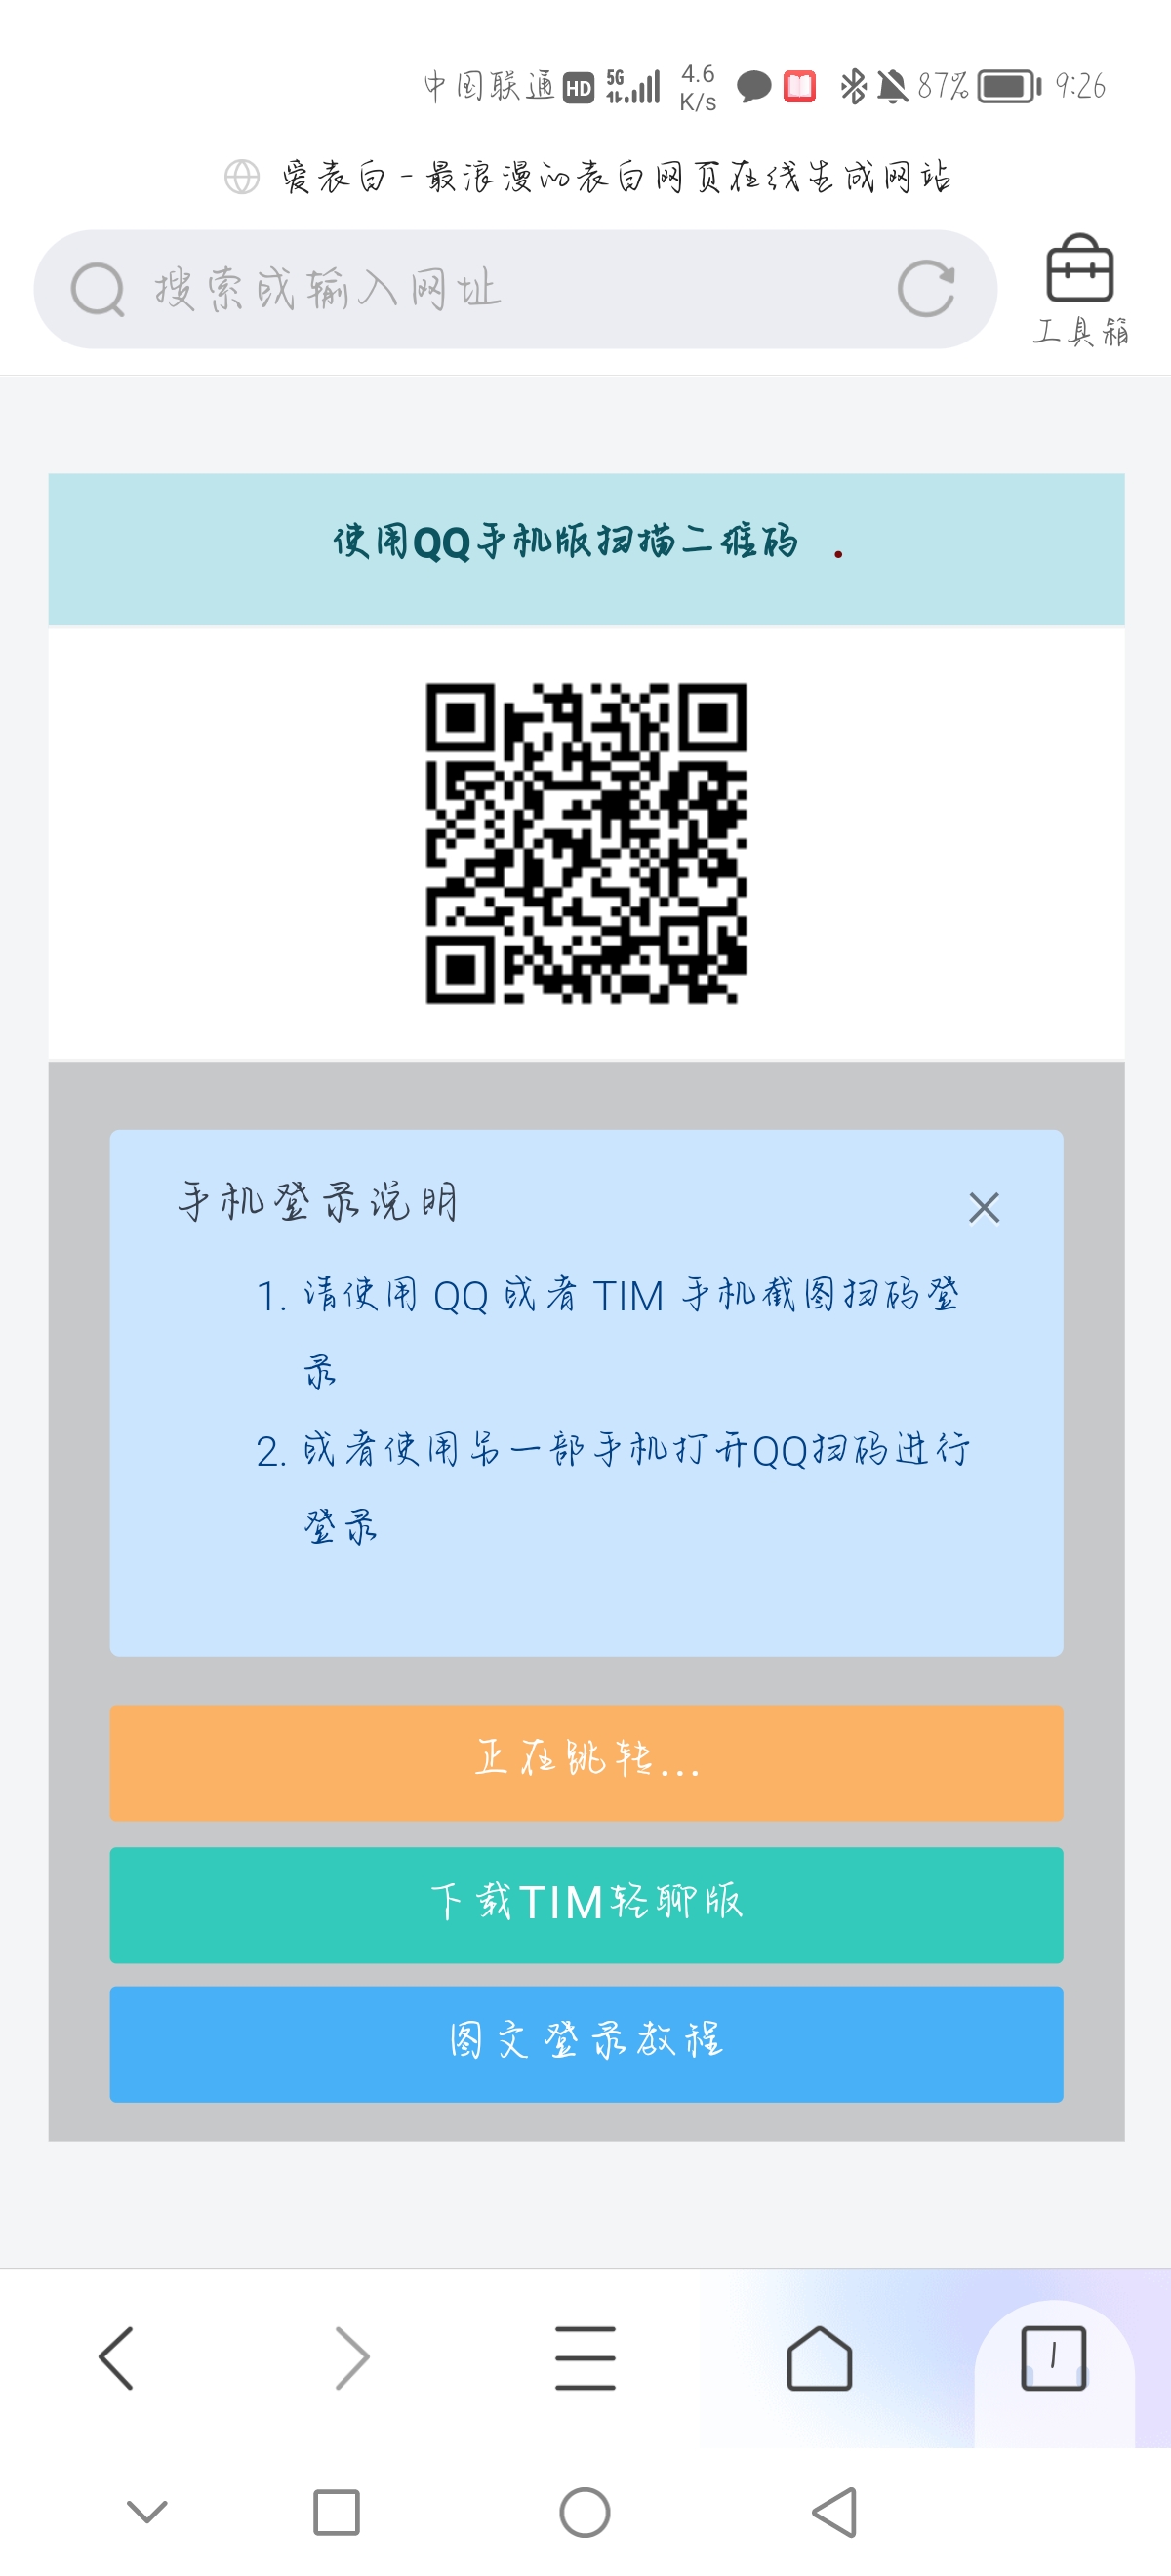 中国联通 HD 5G 4.6 K/s 87% 9:26
爱表白-最浪漫的表白网页在线生成网站
搜索或输入网址
工具箱
使用QQ手机版扫描二维码 .
手机登录说明
1. 请使用 QQ 或者 TIM 手机截图扫码登
录
2. 或者使用另一部手机打开QQ扫码进行
登录
正在跳转...
下载TIM轻聊版
图文登录教程
1